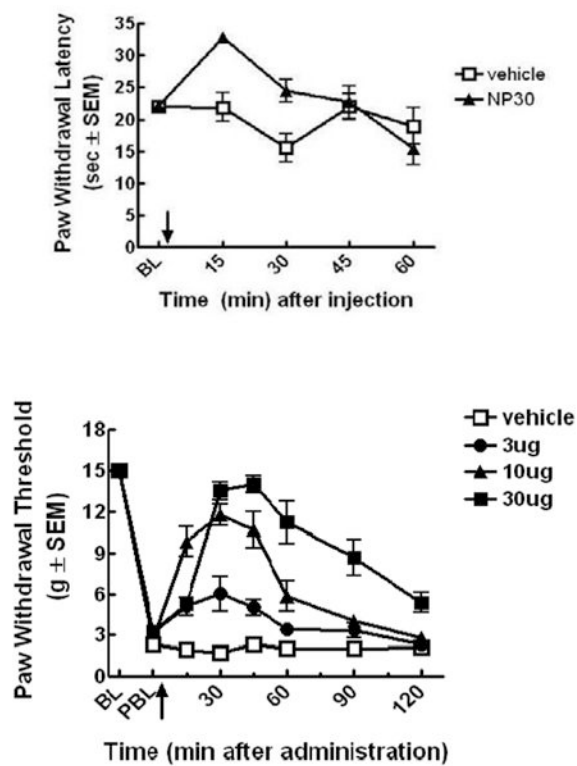 Paw Withdrawal Latency
(sec ± SEM)
35
30
25
20
15
10
5
0
BL
15
30
45
60
Time (min) after injection
vehicle
NP30
Paw Withdrawal Threshold
(g ± SEM)
18
15
12
9
6
3
0
BL
PBL
30
60
90
120
Time (min after administration)
vehicle
3ug
10ug
30ug